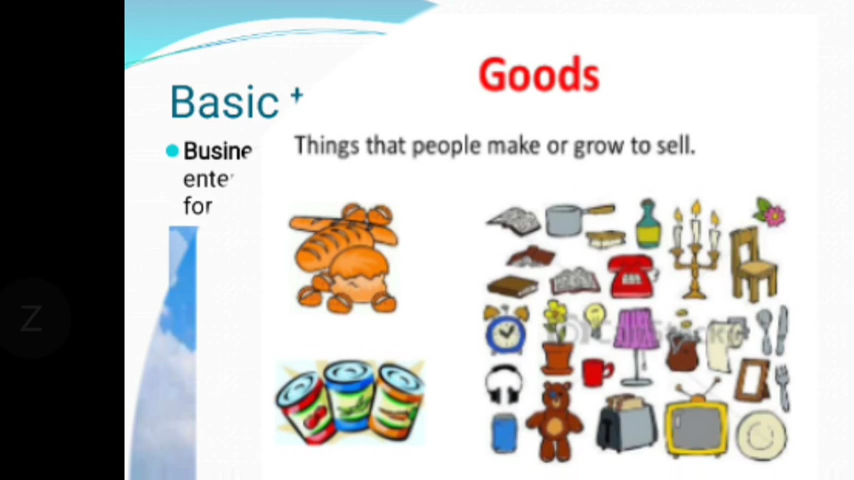 Goods
Basic t
Things that people make or grow to sell.
Busine
ente
for
Z